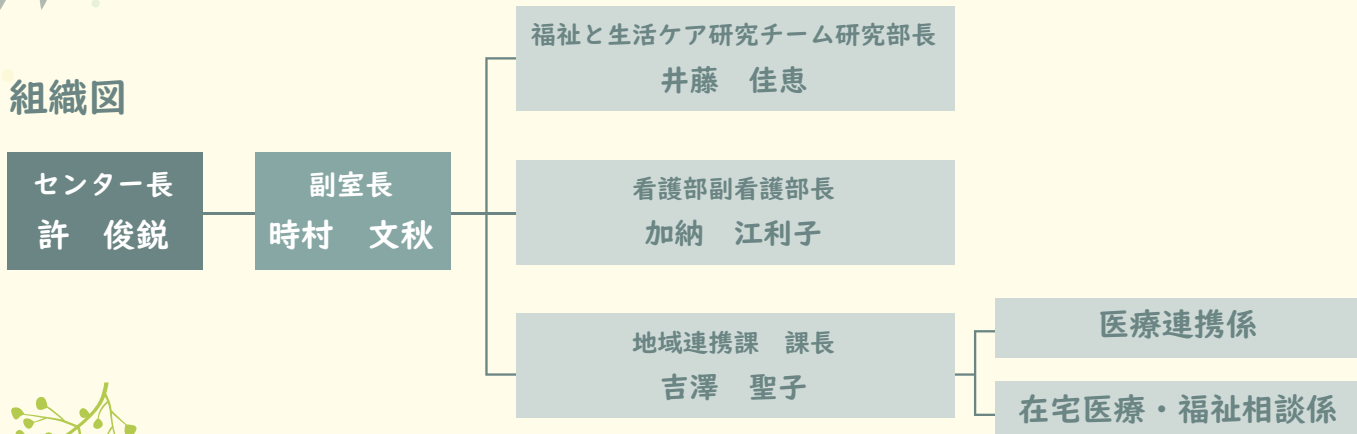 組織図
センター長
許　俊鋭
副室長
時村　文秋
福祉と生活ケア研究チーム研究部長
井藤　佳恵
看護部副看護部長
加納　江利子
地域連携課　課長
吉澤　聖子
医療連携係
在宅医療・福祉相談係